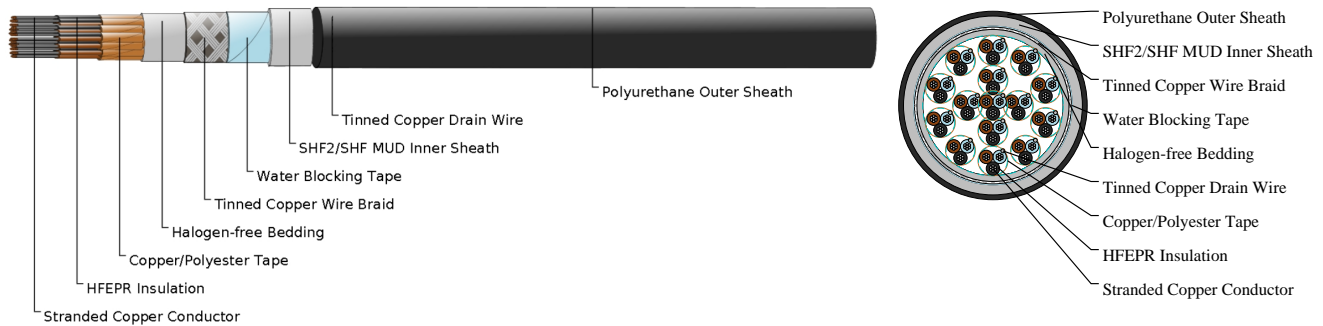 Polyurethane Outer Sheath
Tinned Copper Drain Wire
SHF2/SHF MUD Inner Sheath
Water Blocking Tape
Tinned Copper Wire Braid
Halogen-free Bedding
Copper/Polyester Tape
HFEPR Insulation
Stranded Copper Conductor
Polyurethane Outer Sheath
SHF2/SHF MUD Inner Sheath
Tinned Copper Wire Braid
Water Blocking Tape
Halogen-free Bedding
Tinned Copper Drain Wire
Copper/Polyester Tape
HFEPR Insulation
Stranded Copper Conductor